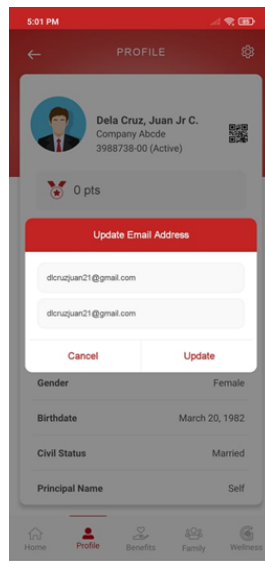 5:01 PM
PROFILE
Dela Cruz, Juan Jr C.
Company Abcde
3988738-00 (Active)
0 pts
Update Email Address
dlcruzjuan21@gmail.com
dlcruzjuan21@gmail.com
Cancel Update
Gender Female
Birthdate March 20, 1982
Civil Status Married
Principal Name Self
Home Profile Benefits Family Wellness